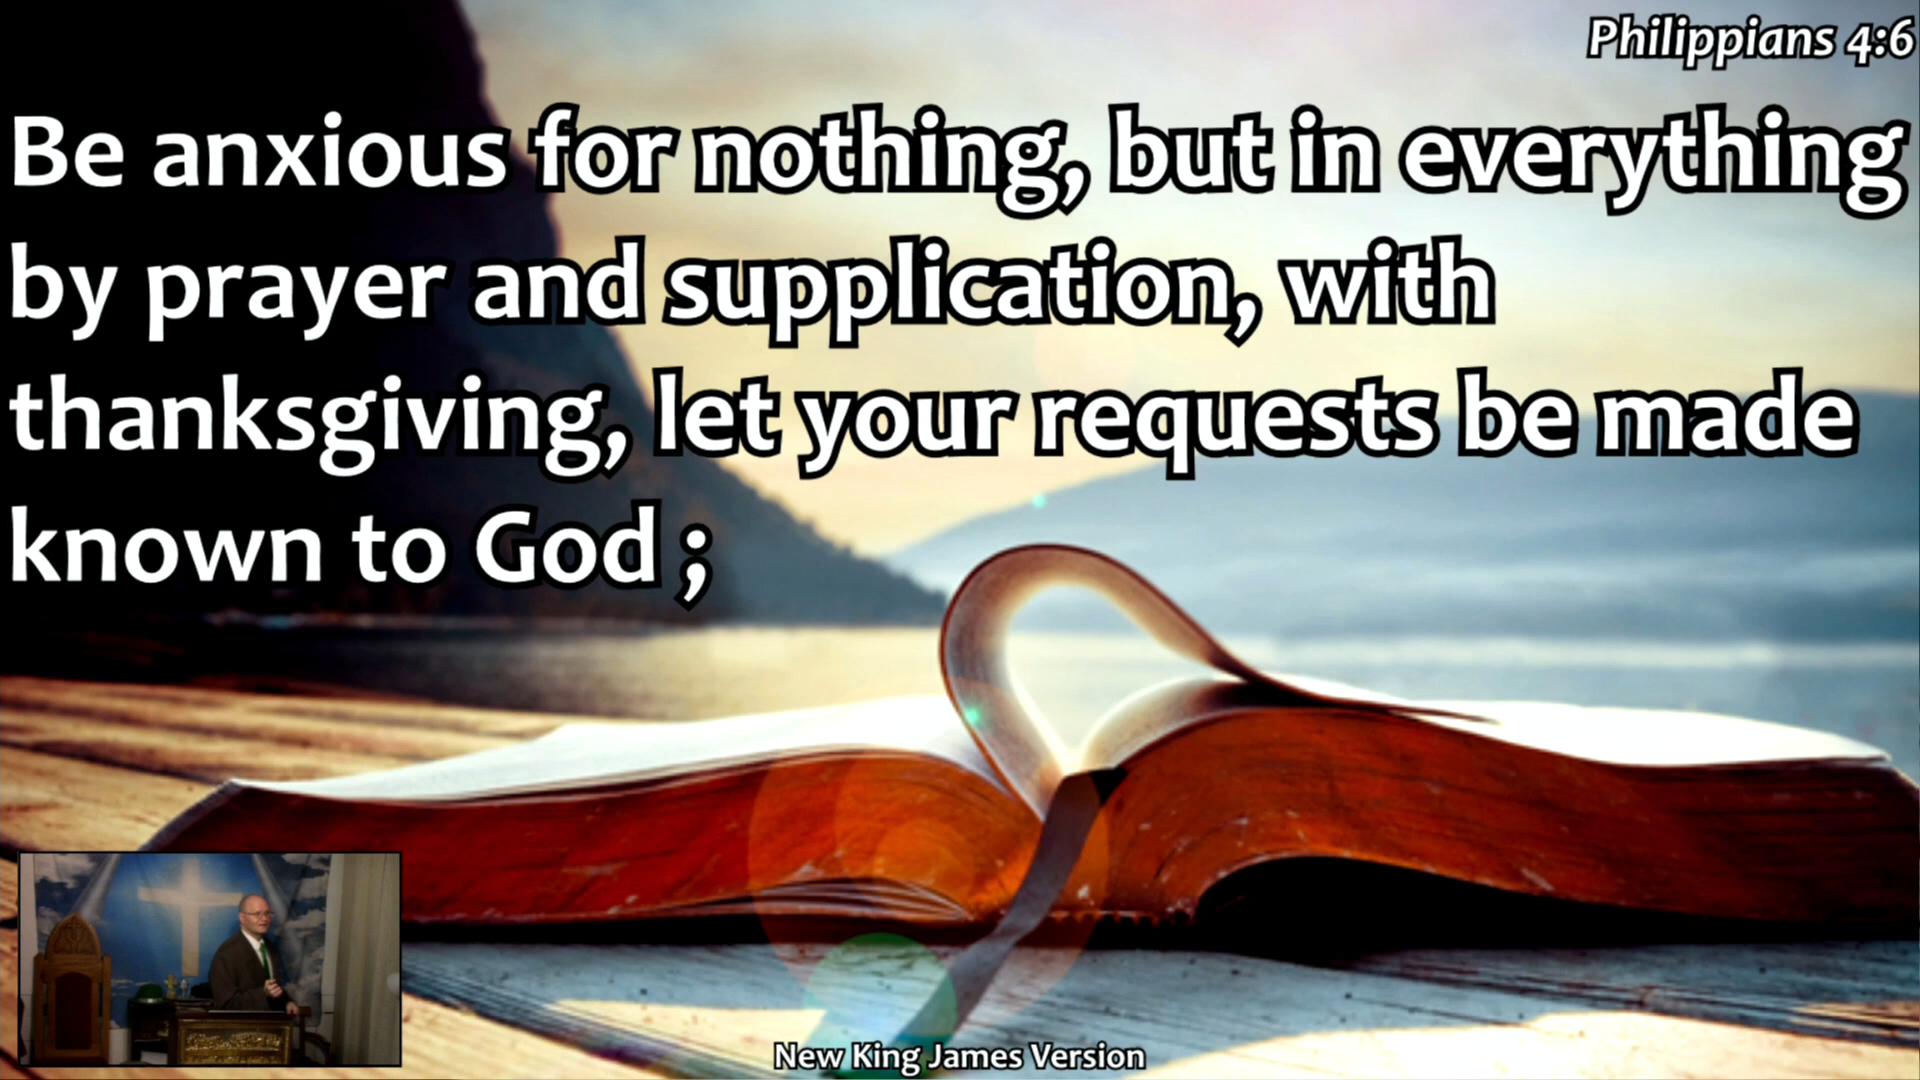 Philippians 4:6
Be anxious for nothing, but in everything
by prayer and supplication, with
thanksgiving, let your requests be made
known to God ;
New King James Version